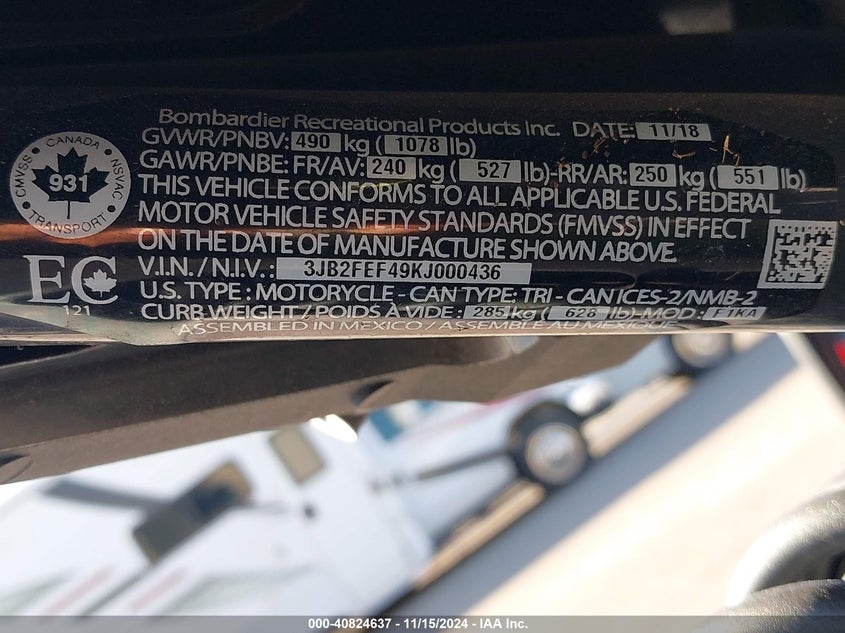 Bombardier Recreational Products Inc. DATE: 11/18
GVWR/PNBV: 490 kg ( 1078 lb)
GAWR/PNBE: FR/AV: 240 kg ( 527 lb)-RR/AR: 250 kg ( 551 lb)
THIS VEHICLE CONFORMS TO ALL APPLICABLE U.S. FEDERAL
MOTOR VEHICLE SAFETY STANDARDS (FMVSS) IN EFFECT
ON THE DATE OF MANUFACTURE SHOWN ABOVE.
V.I.N. / N.I.V.: 3JB2FEF49KJ000436
U.S. TYPE: MOTORCYCLE - CAN TYPE: TRI - CAN ICES-2/NMB-2
CURB WEIGHT / POIDS À VIDE : 285/kg ( 628 lb)-MOD : F1KA
ASSEMBLED IN MEXICO / ASSEMBLÉ AU MEXIQUE
CANADA
CMVSS 931 NSVAC
TRANSPORT
EC
121
000-40824637 - 11/15/2024 - IAA Inc.